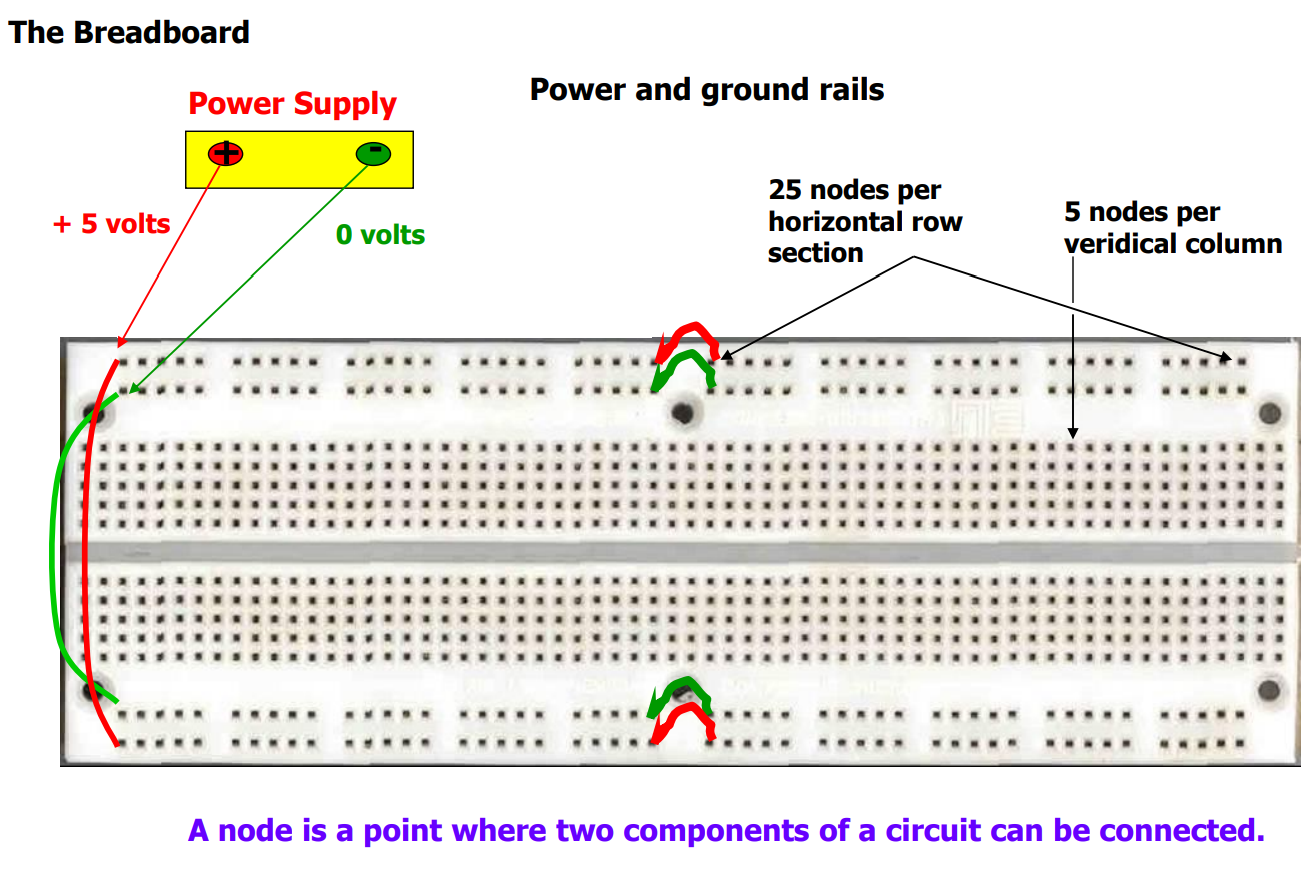 The Breadboard
Power and ground rails
Power Supply
+ -
+ 5 volts
0 volts
25 nodes per
horizontal row
section
5 nodes per
veridical column
A node is a point where two components of a circuit can be connected.